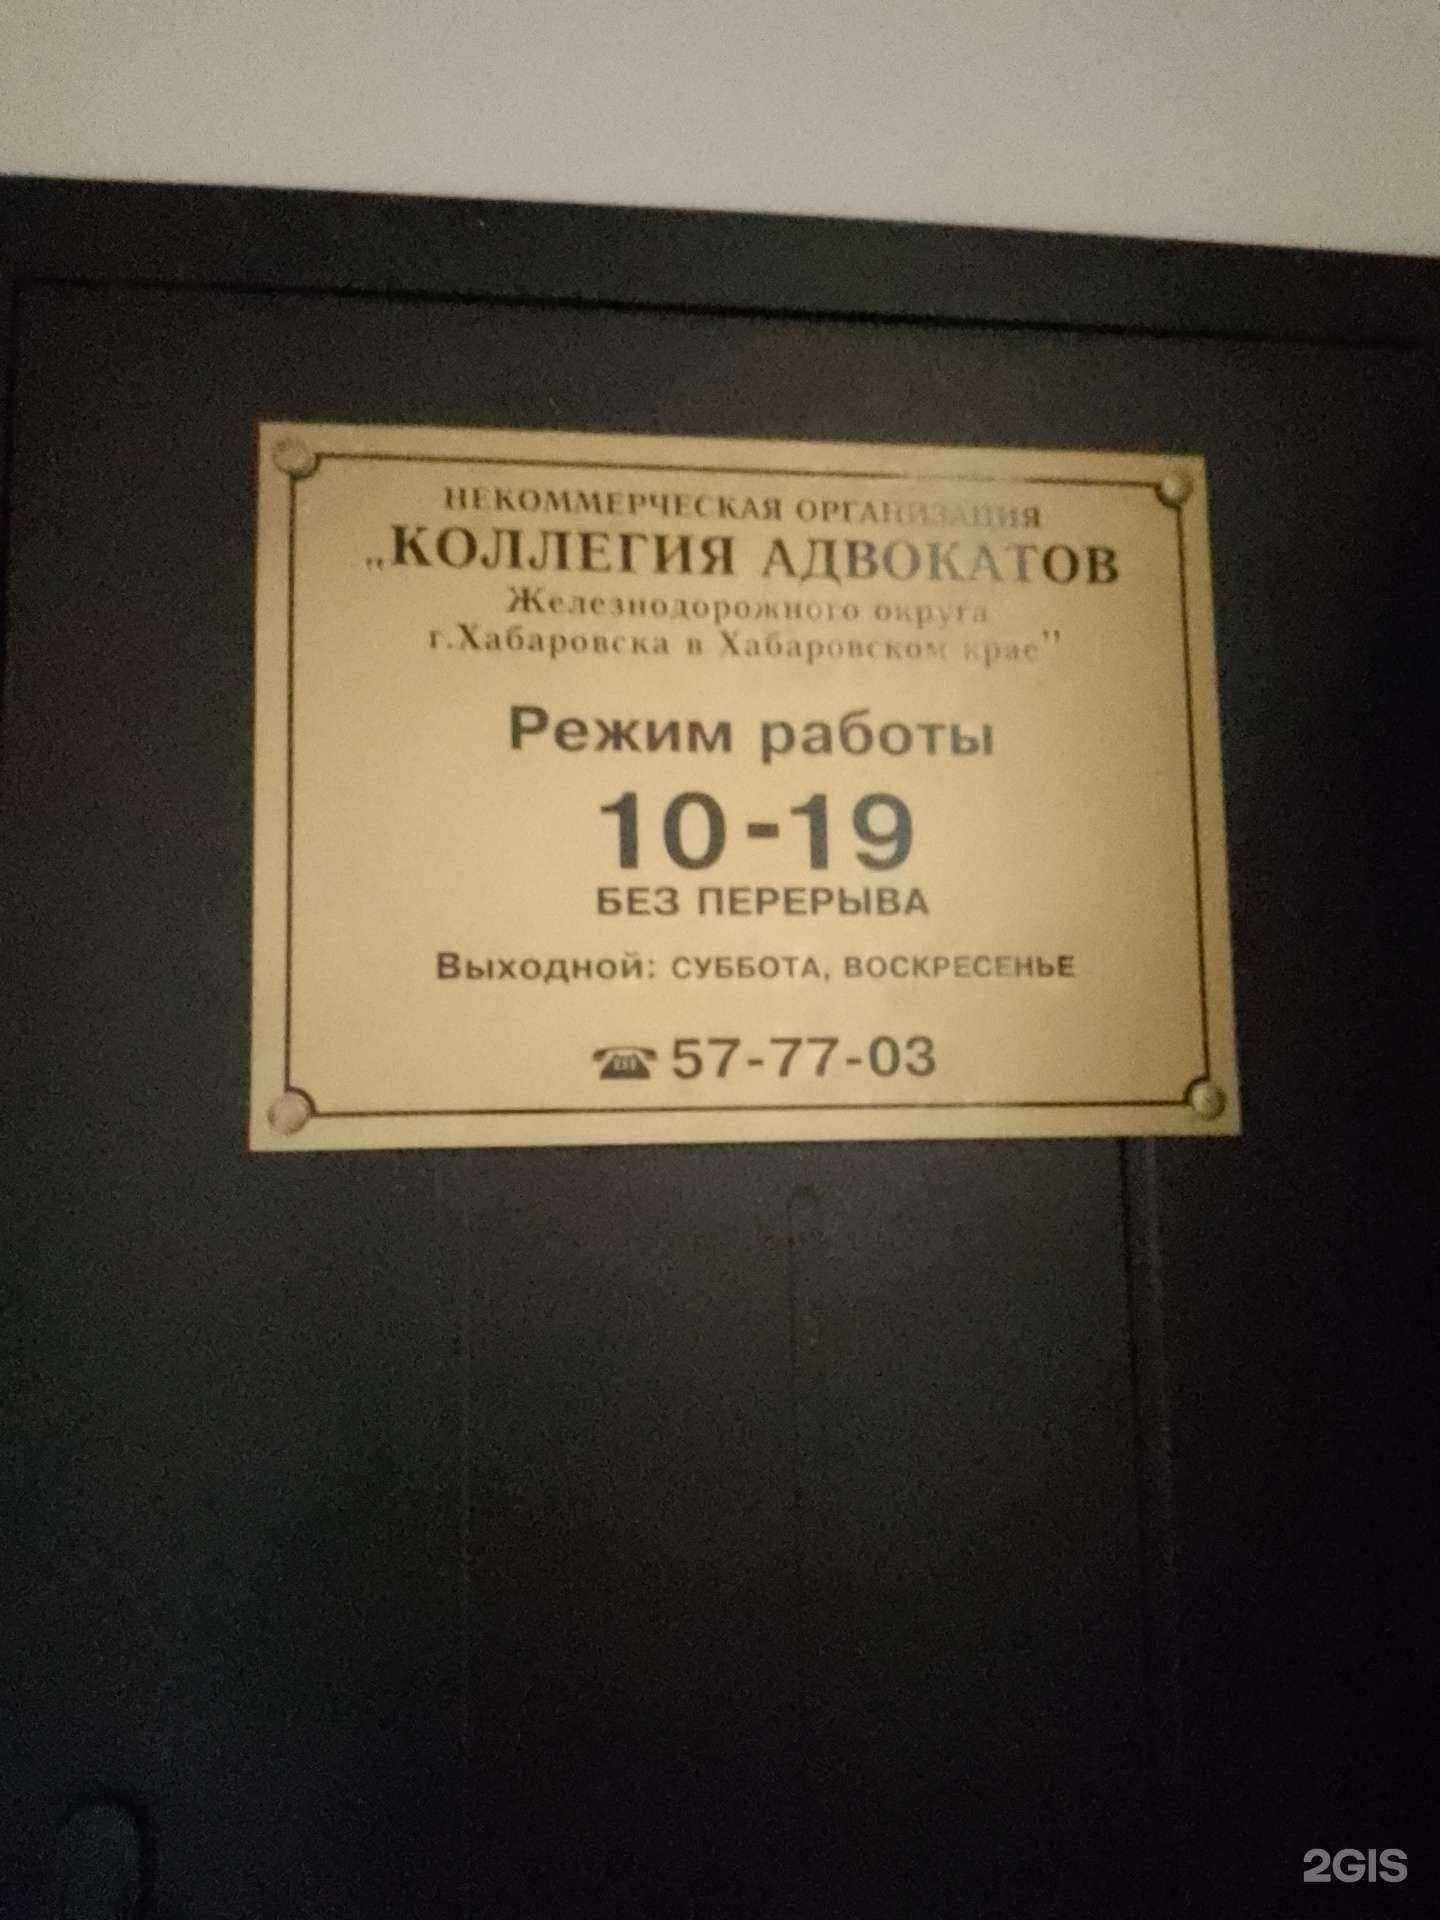 НЕКОММЕРЧЕСКАЯ ОРГАНИЗАЦИЯ
„КОЛЛЕГИЯ АДВОКАТОВ
Железнодорожного округа
г.Хабаровска в Хабаровском крае"
Режим работы
10-19
БЕЗ ПЕРЕРЫВА
Выходной: СУББОТА, ВОСКРЕСЕНЬЕ
☎57-77-03
2GIS